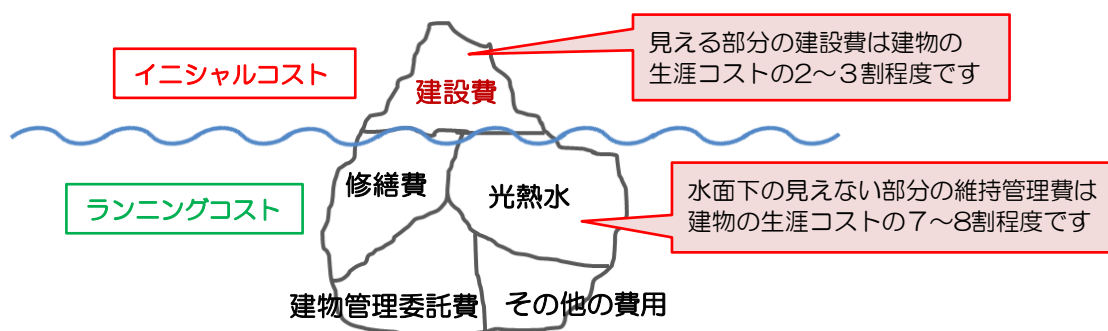 イニシャルコスト
建設費
見える部分の建設費は建物の
生涯コストの2～３割程度です
ランニングコスト
修繕費
光熱水
水面下の見えない部分の維持管理費は
建物の生涯コストの７～8割程度です
建物管理委託費
その他の費用